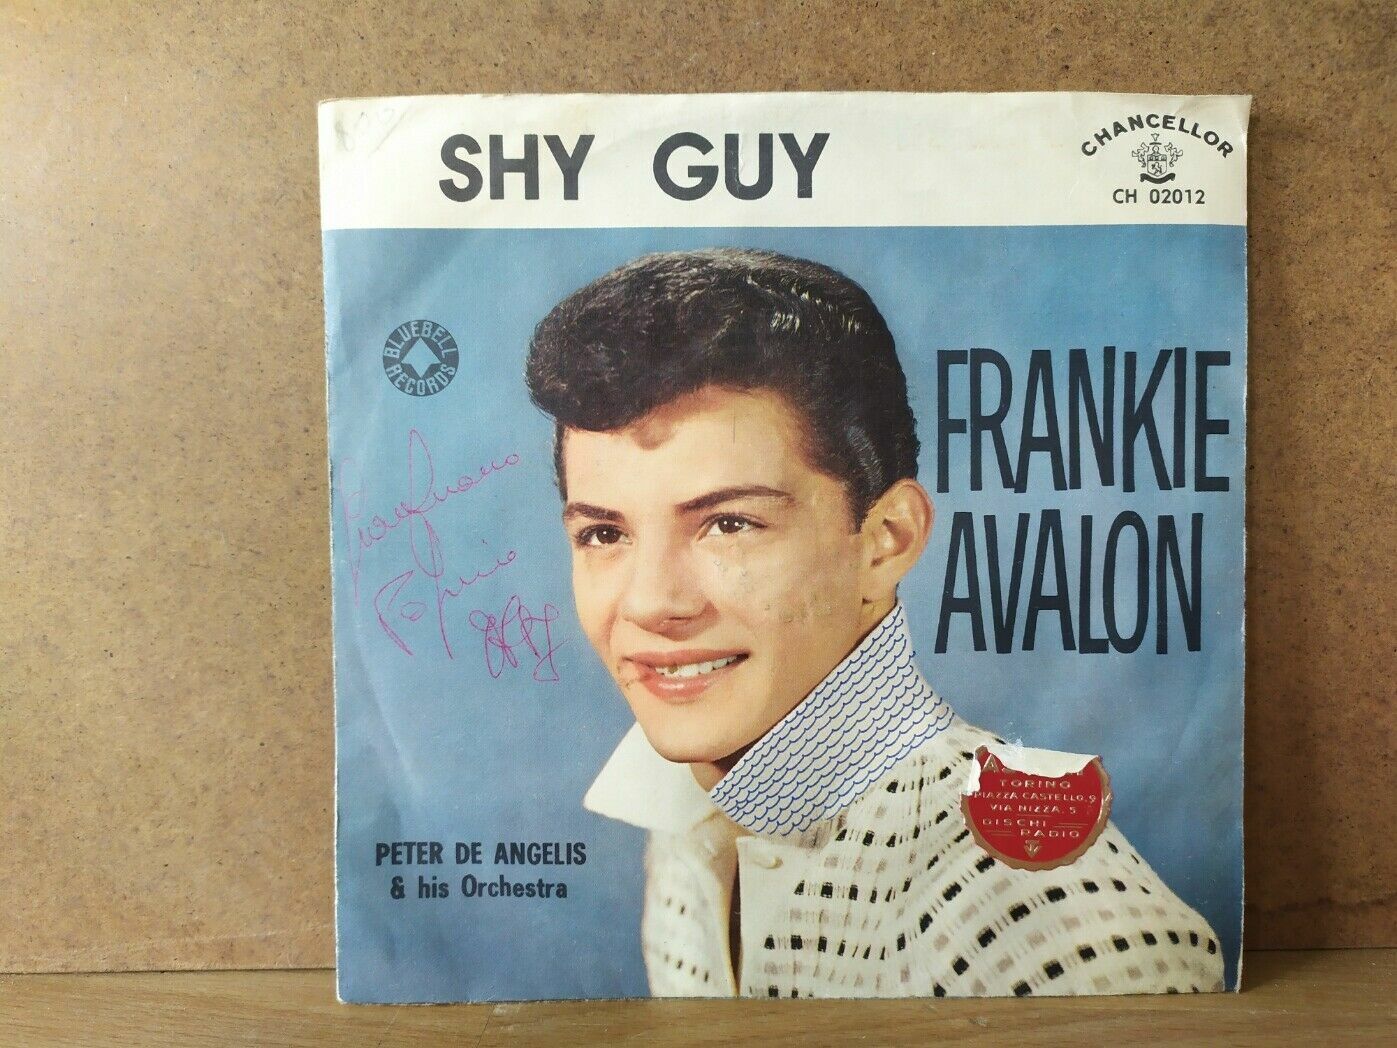 SHY GUY
CHANCELLOR
CH 02012
BLUEBELL
RECORDS
FRANKIE
AVALON
TORINO
PIAZZA CASTELLO, 9
VIA NIZZA, 5
DISCHI
RADIO
PETER DE ANGELIS
& his Orchestra